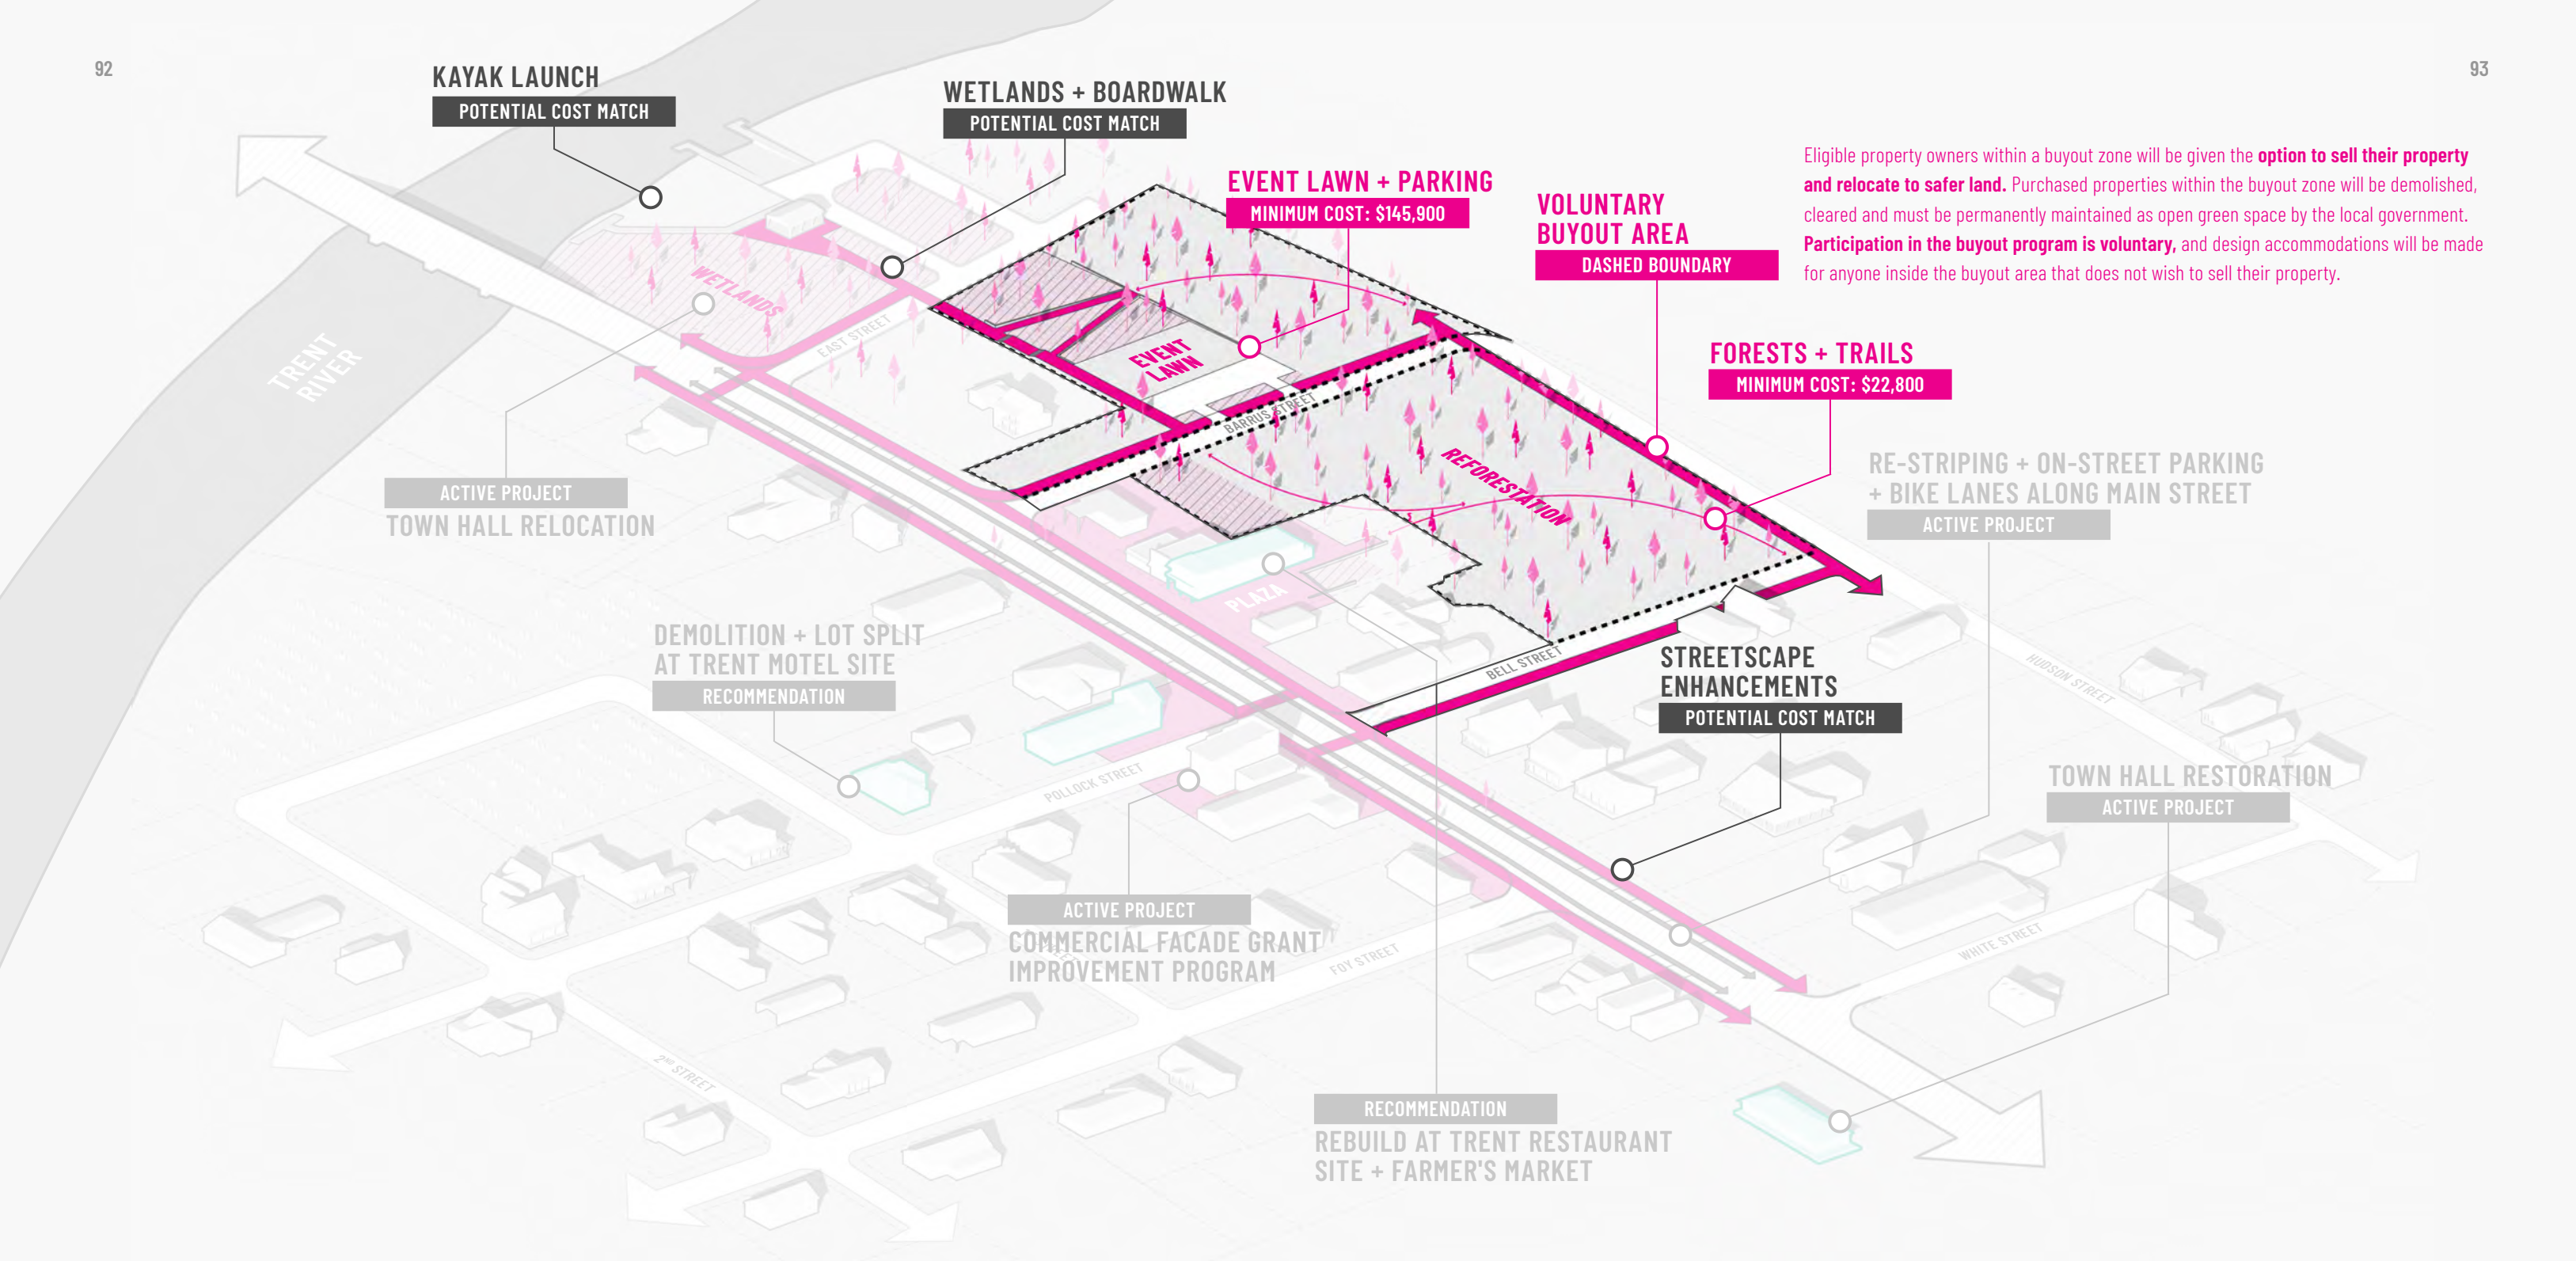 92
93
KAYAK LAUNCH
POTENTIAL COST MATCH
WETLANDS + BOARDWALK
POTENTIAL COST MATCH
EVENT LAWN + PARKING
MINIMUM COST: $145,900
VOLUNTARY
BUYOUT AREA
DASHED BOUNDARY
Eligible property owners within a buyout zone will be given the option to sell their property
and relocate to safer land. Purchased properties within the buyout zone will be demolished,
cleared and must be permanently maintained as open green space by the local government.
Participation in the buyout program is voluntary, and design accommodations will be made
for anyone inside the buyout area that does not wish to sell their property.
FORESTS + TRAILS
MINIMUM COST: $22,800
WETLANDS
EAST STREET
TRENT
RIVER
EVENT
LAWN
BARRUS STREET
REFORESTATION
RE-STRIPING + ON-STREET PARKING
+ BIKE LANES ALONG MAIN STREET
ACTIVE PROJECT
ACTIVE PROJECT
TOWN HALL RELOCATION
PLAZA
DEMOLITION + LOT SPLIT
AT TRENT MOTEL SITE
RECOMMENDATION
BELL STREET
STREETSCAPE
ENHANCEMENTS
POTENTIAL COST MATCH
HUDSON STREET
POLLOCK STREET
TOWN HALL RESTORATION
ACTIVE PROJECT
ACTIVE PROJECT
COMMERCIAL FACADE GRANT
IMPROVEMENT PROGRAM
FOY STREET
WHITE STREET
2ND STREET
RECOMMENDATION
REBUILD AT TRENT RESTAURANT
SITE + FARMER'S MARKET